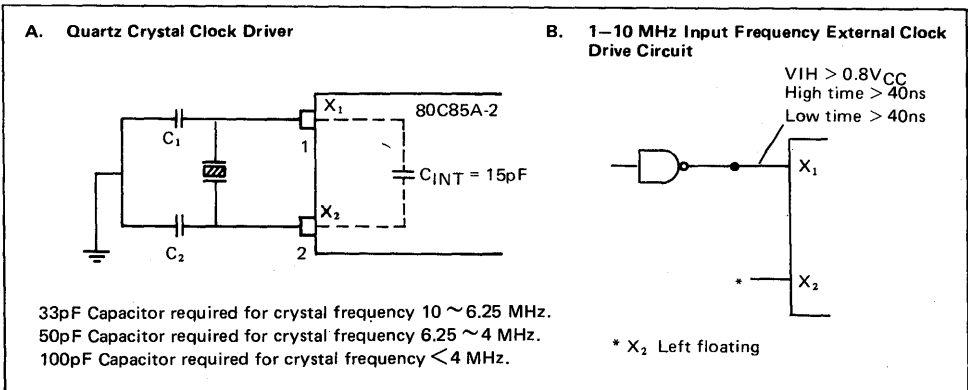 A. Quartz Crystal Clock Driver
X₁
80C85A-2
C₁
1
CINT = 15pF
X₂
C₂
2
33pF Capacitor required for crystal frequency 10 ~ 6.25 MHz.
50pF Capacitor required for crystal frequency 6.25 ~ 4 MHz.
100pF Capacitor required for crystal frequency < 4 MHz.
B. 1–10 MHz Input Frequency External Clock
Drive Circuit
VIH > 0.8VCC
High time > 40ns
Low time > 40ns
X₁
*
X₂
* X₂ Left floating